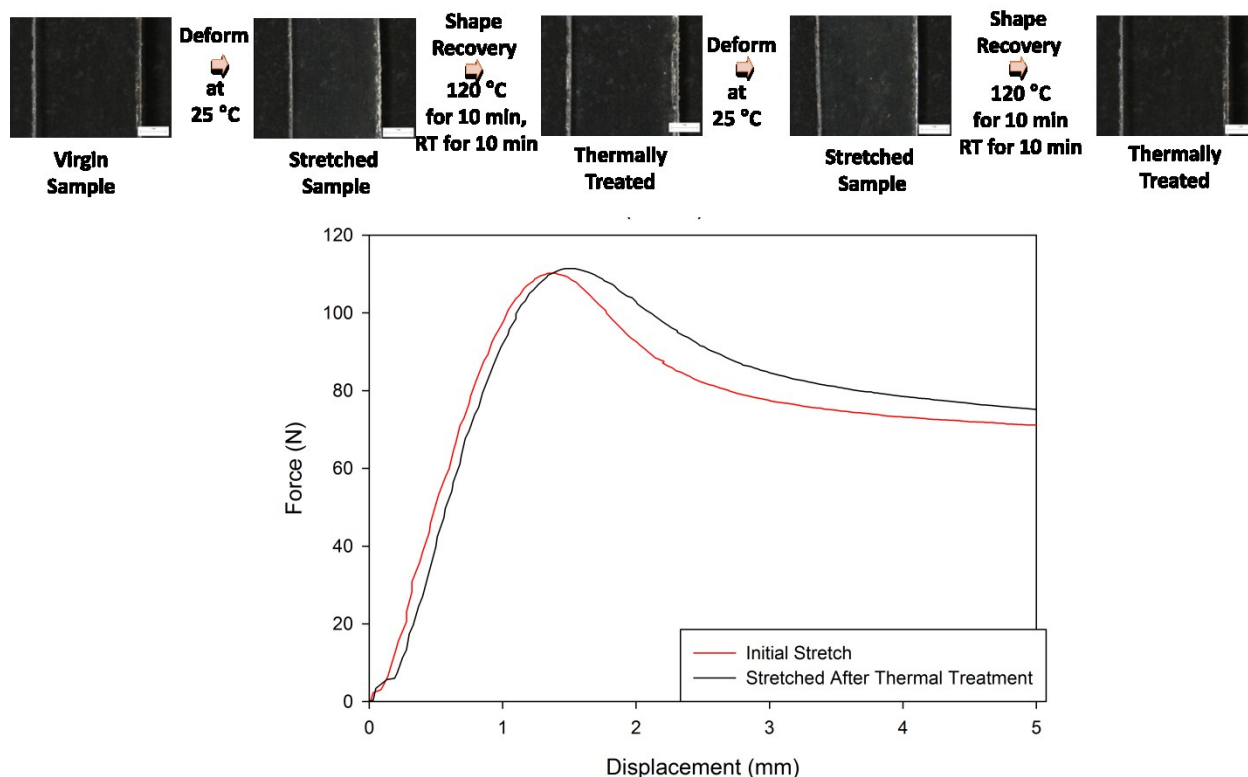 Deform
at
25 °C
Shape
Recovery
120 °C
for 10 min,
RT for 10 min
Deform
at
25 °C
Shape
Recovery
120 °C
for 10 min
RT for 10 min
Virgin
Sample
Stretched
Sample
Thermally
Treated
Stretched
Sample
Thermally
Treated
120
100
80
60
40
20
0
Force (N)
Initial Stretch
Stretched After Thermal Treatment
0 1 2 3 4 5
Displacement (mm)